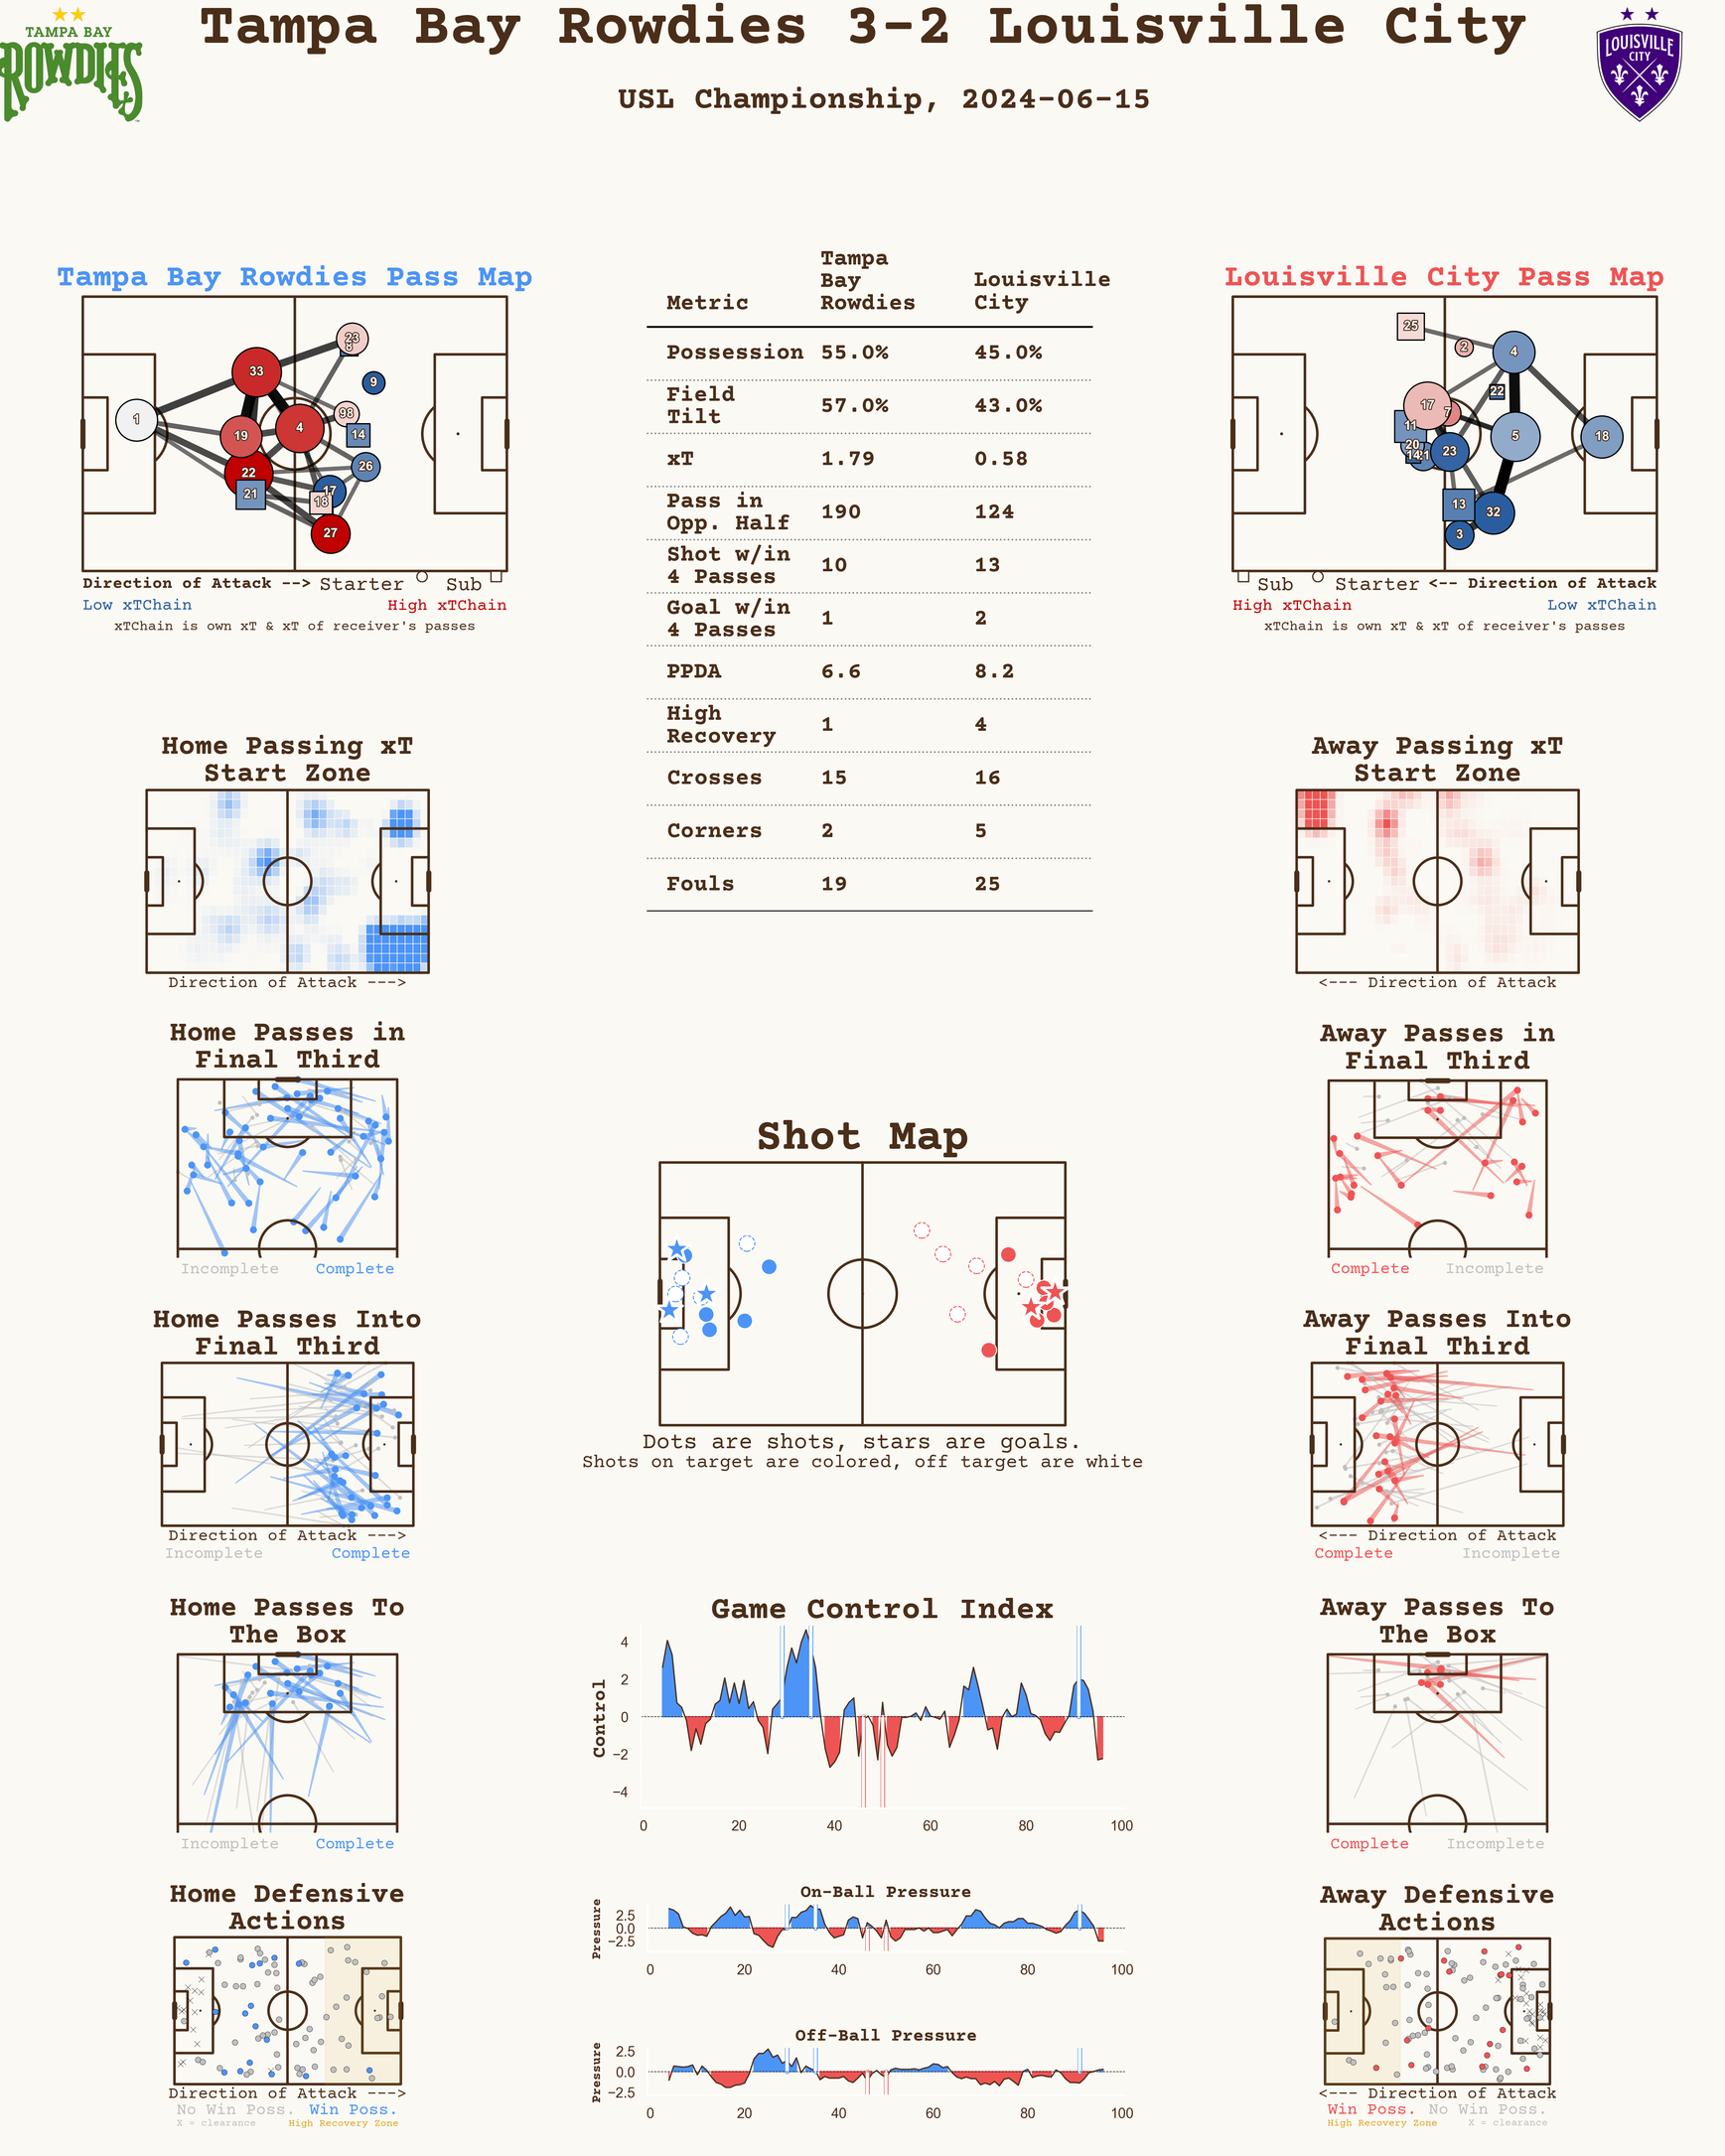 Tampa Bay Rowdies 3-2 Louisville City
USL Championship, 2024-06-15
TAMPA BAY
ROWDIES
LOUISVILLE
CITY
Tampa Bay Rowdies Pass Map
1
33
19
22
21
4
23
8
9
98
14
26
17
18
27
Direction of Attack --> Starter Sub
Low xTChain High xTChain
xTChain is own xT & xT of receiver's passes
Metric Tampa Bay Rowdies Louisville City
Possession 55.0% 45.0%
Field Tilt 57.0% 43.0%
xT 1.79 0.58
Pass in Opp. Half 190 124
Shot w/in 4 Passes 10 13
Goal w/in 4 Passes 1 2
PPDA 6.6 8.2
High Recovery 1 4
Crosses 15 16
Corners 2 5
Fouls 19 25
Louisville City Pass Map
25
2
4
22
17
7
11
20
14
21
23
5
18
13
32
3
Sub Starter <-- Direction of Attack
High xTChain Low xTChain
xTChain is own xT & xT of receiver's passes
Home Passing xT
Start Zone
Direction of Attack --->
Away Passing xT
Start Zone
<--- Direction of Attack
Home Passes in
Final Third
Incomplete Complete
Away Passes in
Final Third
Complete Incomplete
Shot Map
Dots are shots, stars are goals.
Shots on target are colored, off target are white
Home Passes Into
Final Third
Direction of Attack --->
Incomplete Complete
Away Passes Into
Final Third
<--- Direction of Attack
Complete Incomplete
Home Passes To
The Box
Incomplete Complete
Game Control Index
Control
4
2
0
−2
−4
0 20 40 60 80 100
Away Passes To
The Box
Complete Incomplete
Home Defensive
Actions
Direction of Attack --->
No Win Poss. Win Poss.
X = clearance High Recovery Zone
On-Ball Pressure
Pressure
2.5
0.0
−2.5
0 20 40 60 80 100
Off-Ball Pressure
Pressure
2.5
0.0
−2.5
0 20 40 60 80 100
Away Defensive
Actions
<--- Direction of Attack
Win Poss. No Win Poss.
High Recovery Zone X = clearance